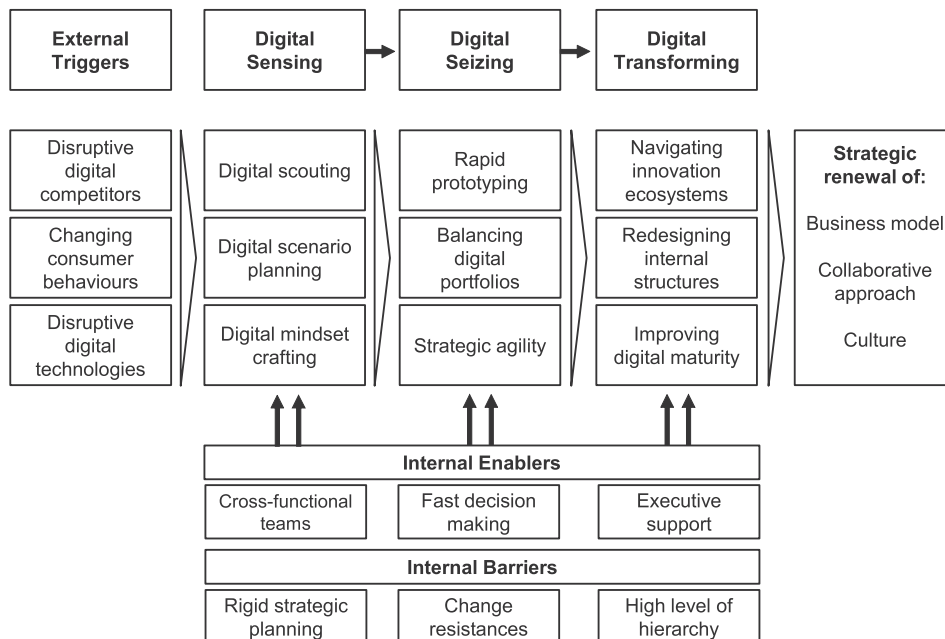 External
Triggers
Digital
Sensing
Digital
Seizing
Digital
Transforming
Disruptive
digital
competitors
Changing
consumer
behaviours
Disruptive
digital
technologies
Digital scouting
Digital scenario
planning
Digital mindset
crafting
Rapid
prototyping
Balancing
digital
portfolios
Strategic agility
Navigating
innovation
ecosystems
Redesigning
internal
structures
Improving
digital maturity
Strategic
renewal of:
Business model
Collaborative
approach
Culture
Internal Enablers
Cross-functional
teams
Fast decision
making
Executive
support
Internal Barriers
Rigid strategic
planning
Change
resistances
High level of
hierarchy